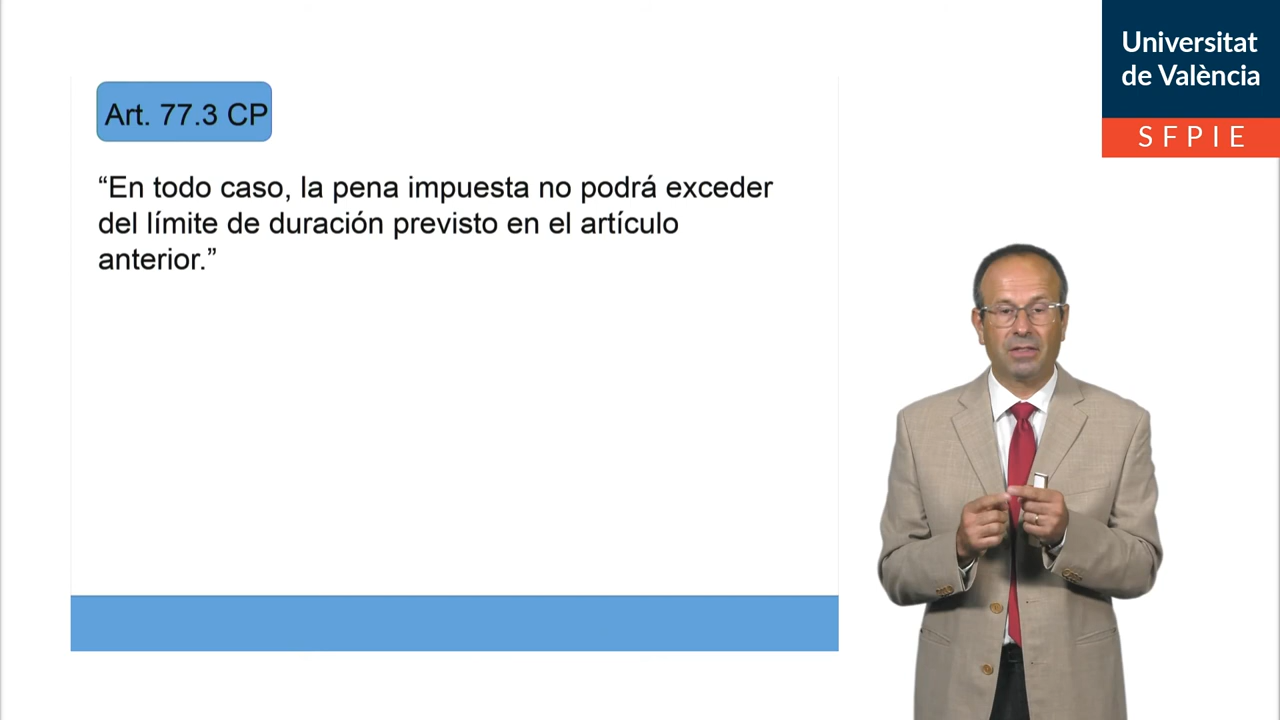 Art. 77.3 CP
“En todo caso, la pena impuesta no podrá exceder
del límite de duración previsto en el artículo
anterior.”
Universitat
de València
SFPIE